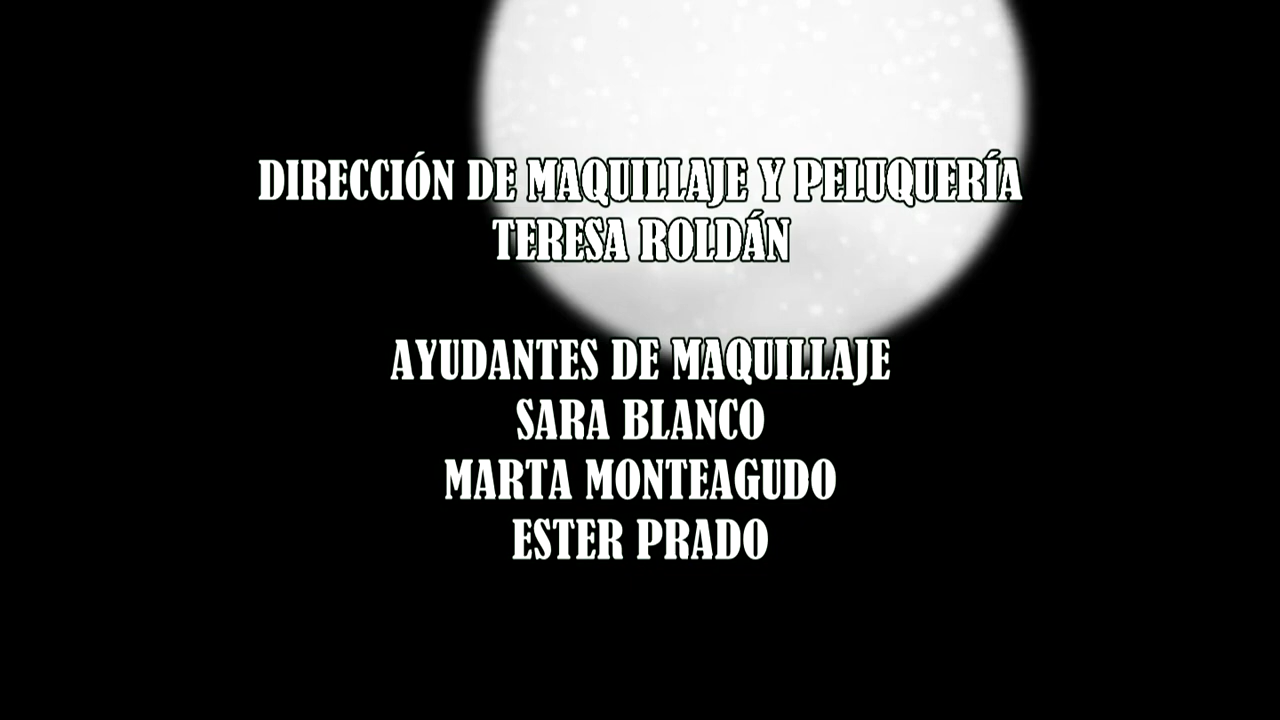 DIRECCIÓN DE MAQUILLAJE Y PELUQUERÍA
TERESA ROLDÁN
AYUDANTES DE MAQUILLAJE
SARA BLANCO
MARTA MONTEAGUDO
ESTER PRADO